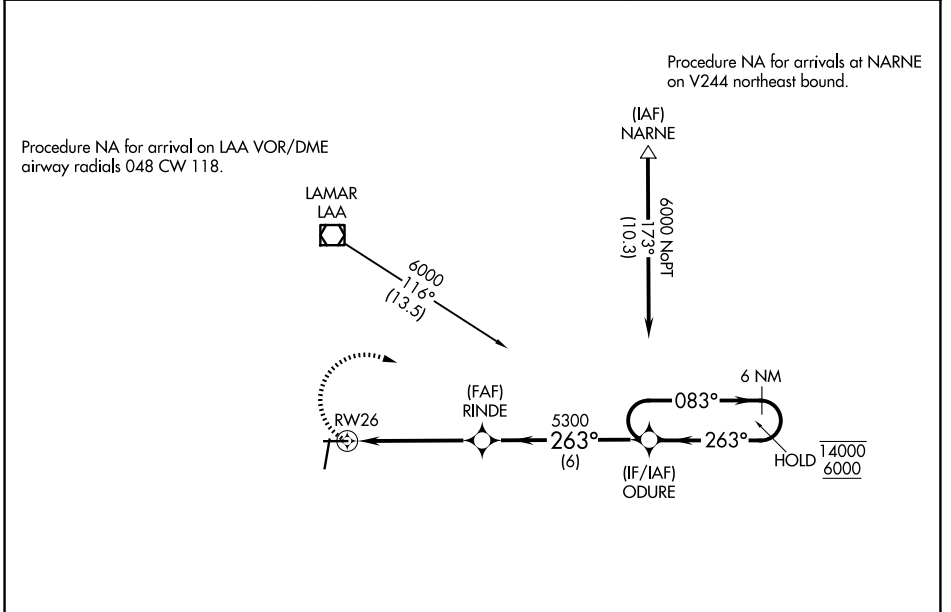 Procedure NA for arrivals at NARNE
on V244 northeast bound.
(IAF)
NARNE
Procedure NA for arrival on LAA VOR/DME
airway radials 048 CW 118.
LAMAR
LAA
6000 NoPT
173°
(10.3)
6000
116°
(13.5)
6 NM
(FAF)
RINDE
083°
RW26
5300
263°
(6)
263°
HOLD
14000
6000
(IF/IAF)
ODURE